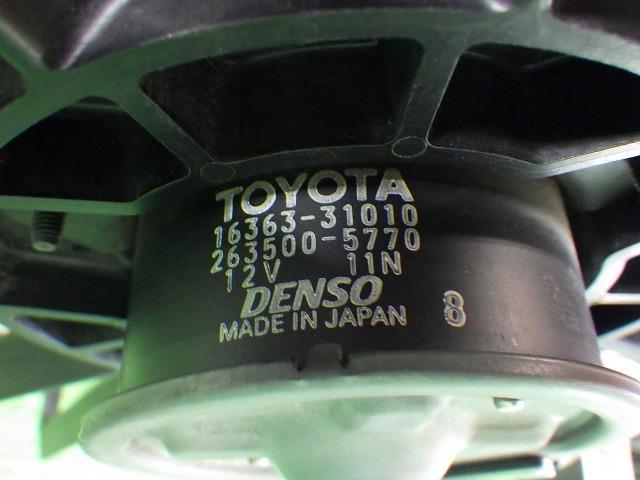 TOYOTA
16363-31010
263500-5770
12V 11N
DENSO
MADE IN JAPAN 8